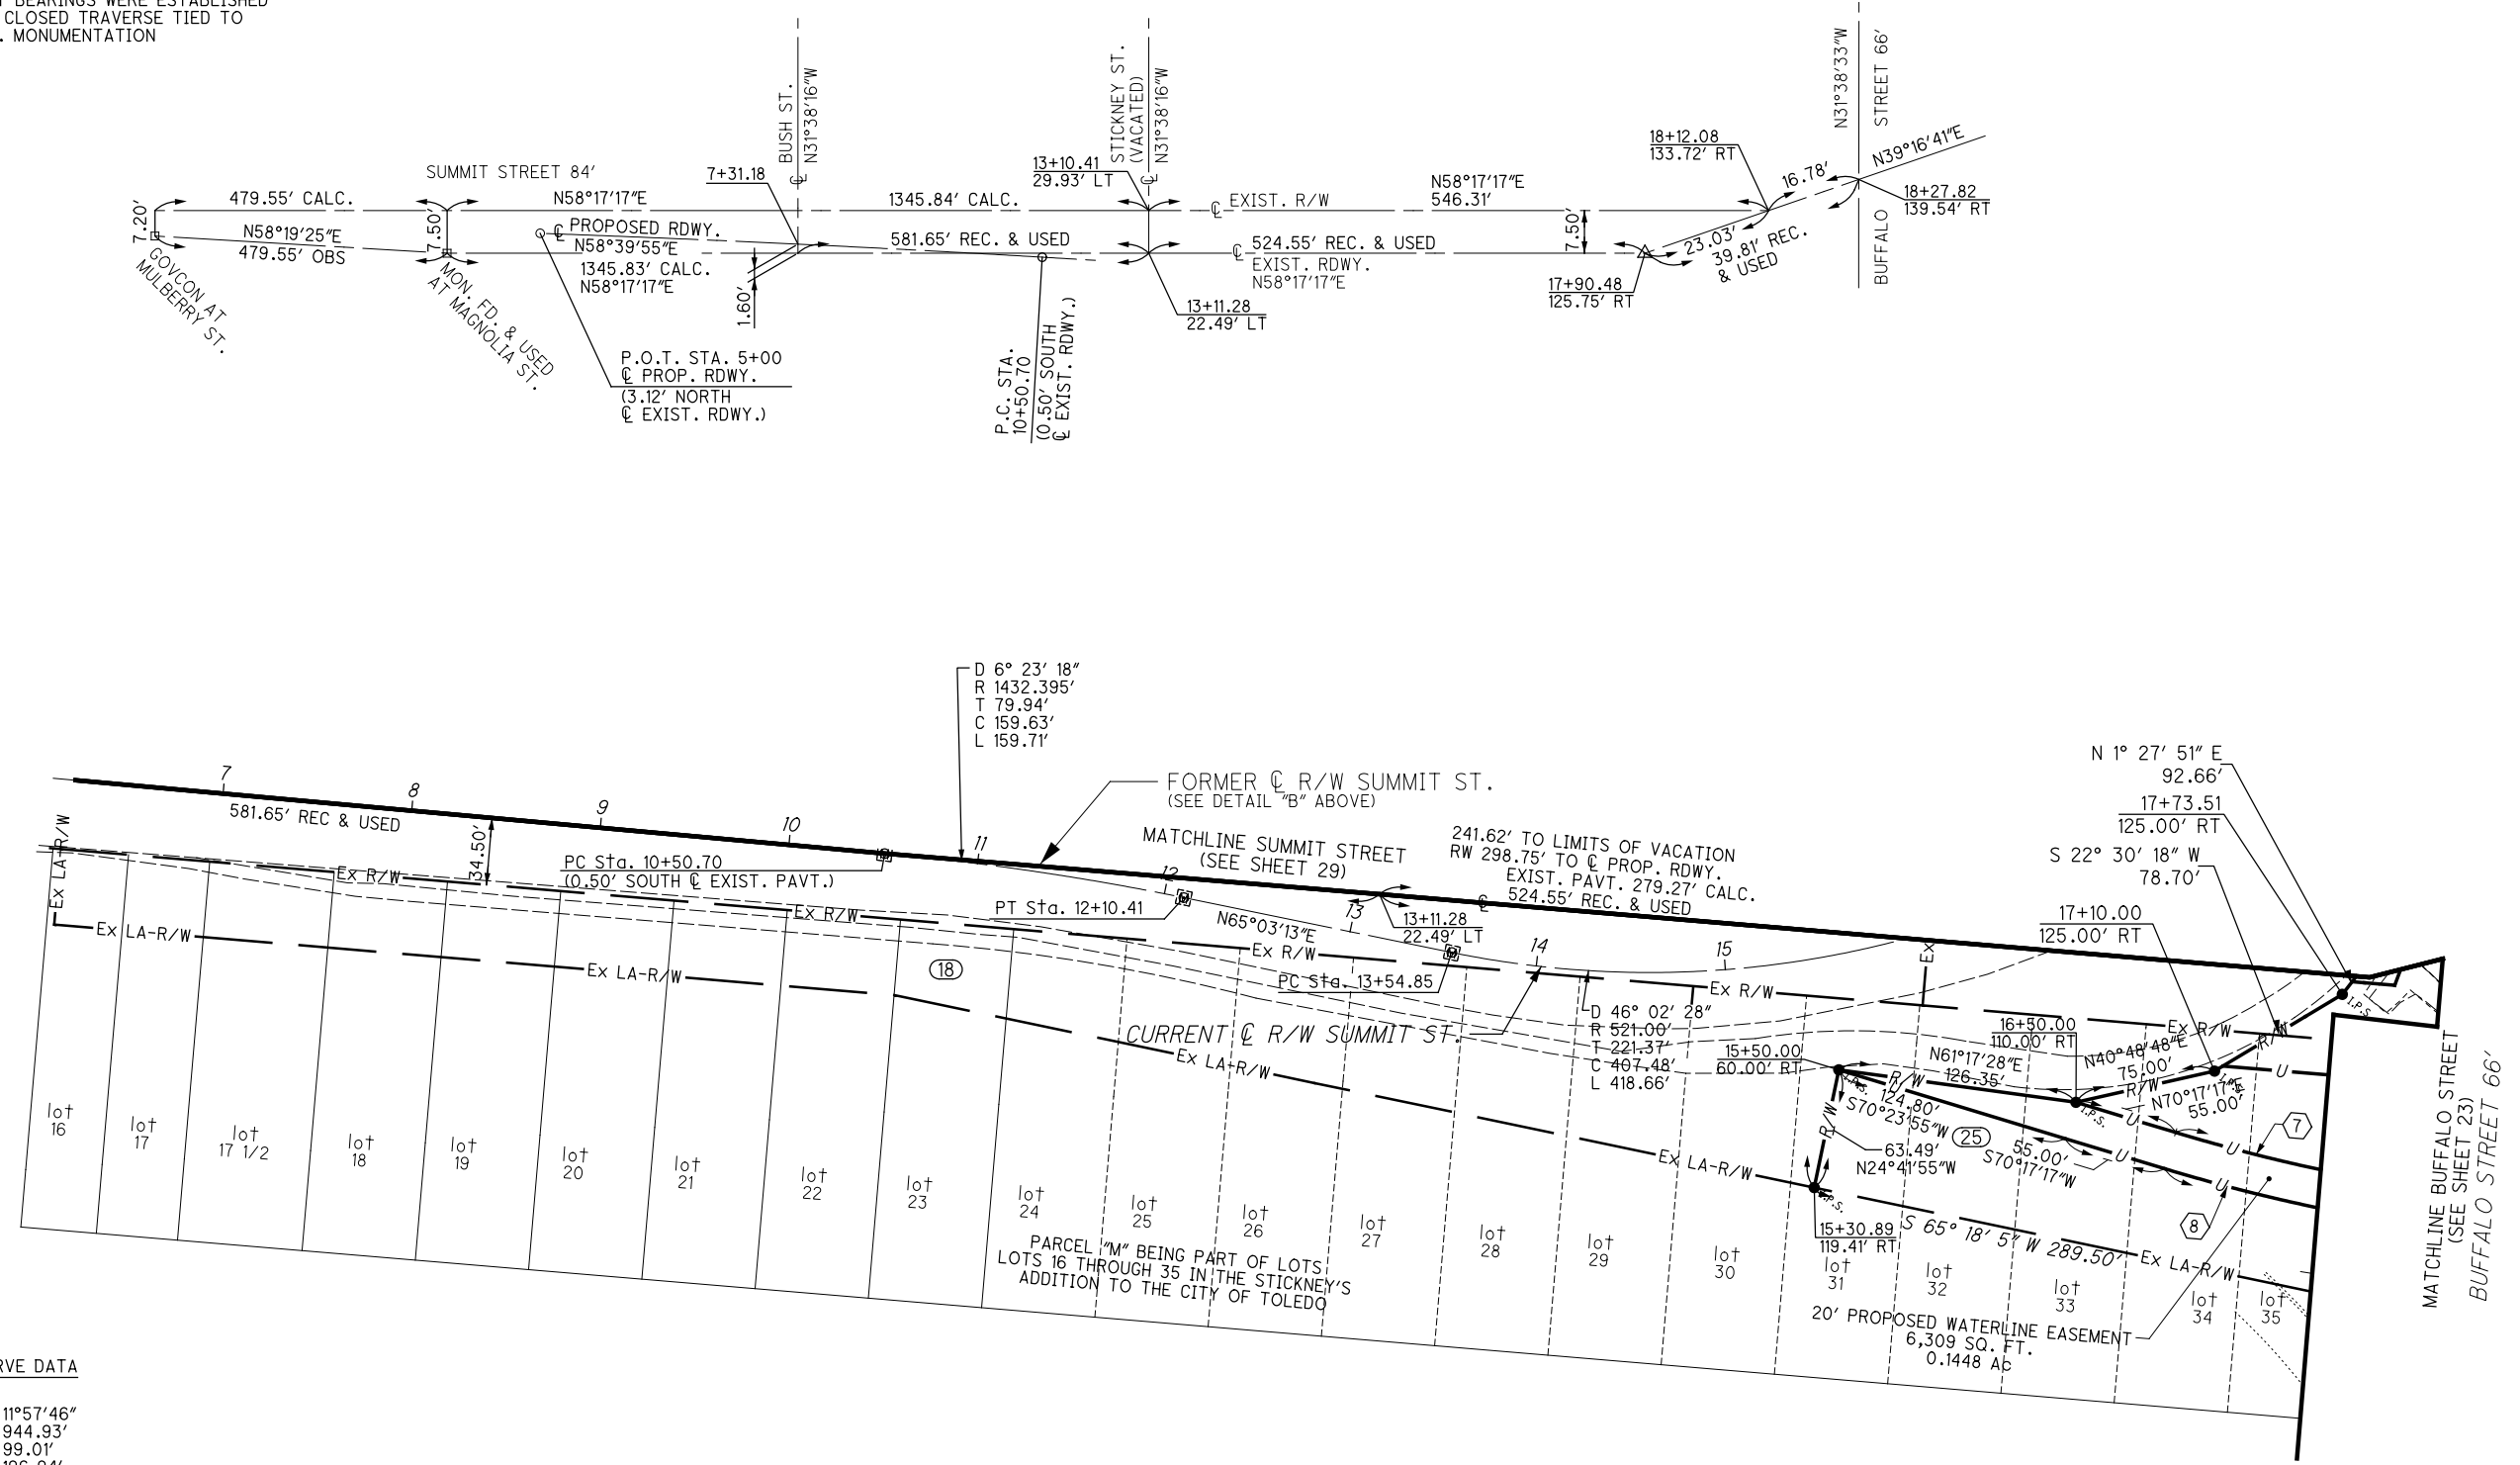 BEARINGS WERE ESTABLISHED
CLOSED TRAVERSE TIED TO
. MONUMENTATION
SUMMIT STREET 84'
7.20'
479.55' CALC.
N58°19'25"E
479.55' OBS
GOVCON AT
MULBERRY ST.
7.50'
MON. FD. & USED
AT MAGNOLIA ST.
N58°17'17"E
℄ PROPOSED RDWY.
N58°39'55"E
1345.83' CALC.
N58°17'17"E
P.O.T. STA. 5+00
℄ PROP. RDWY.
(3.12' NORTH
℄ EXIST. RDWY.)
7+31.18
1.60'
BUSH ST.
N31°38'16"W
℄
1345.84' CALC.
581.65' REC. & USED
P.C. STA.
10+50.70
(0.50' SOUTH
℄ EXIST. RDWY.)
13+10.41
29.93' LT
STICKNEY ST.
(VACATED)
N31°38'16"W
℄
13+11.28
22.49' LT
℄ EXIST. R/W
N58°17'17"E
546.31'
℄ 524.55' REC. & USED
EXIST. RDWY.
N58°17'17"E
7.50'
17+90.48
125.75' RT
18+12.08
133.72' RT
16.78'
23.03'
39.81' REC.
& USED
N31°38'33"W
BUFFALO STREET 66'
N39°16'41"E
18+27.82
139.54' RT
D 6° 23' 18"
R 1432.395'
T 79.94'
C 159.63'
L 159.71'
FORMER ℄ R/W SUMMIT ST.
(SEE DETAIL "B" ABOVE)
MATCHLINE SUMMIT STREET
(SEE SHEET 29)
241.62' TO LIMITS OF VACATION
RW 298.75' TO ℄ PROP. RDWY.
EXIST. PAVT. 279.27' CALC.
℄ 524.55' REC. & USED
N 1° 27' 51" E
92.66'
17+73.51
125.00' RT
S 22° 30' 18" W
78.70'
17+10.00
125.00' RT
7
8
9
10
11
12
13
14
15
581.65' REC & USED
34.50'
Ex LA-R/W
Ex R/W
PC Sta. 10+50.70
(0.50' SOUTH ℄ EXIST. PAVT.)
Ex R/W
PT Sta. 12+10.41
N65°03'13"E
13+11.28
22.49' LT
Ex R/W
PC Sta. 13+54.85
Ex R/W
Ex
Ex LA-R/W
Ex LA-R/W
18
CURRENT ℄ R/W SUMMIT ST.
Ex LA-R/W
D 46° 02' 28"
R 521.00'
T 221.37'
C 407.48'
L 418.66'
15+50.00
60.00' RT
16+50.00
110.00' RT
N61°17'28"E
126.35'
N40°48'48"E
75.00'
Ex R/W
R/W
I.P.S.
R/W
R/W
I.P.S.
I.P.S.
I.P.S.
N70°17'17"E
55.00'
U
124.80'
S70°23'55"W
25
55.00'
S70°17'17"W
R/W
63.49'
N24°41'55"W
U
U
U
U
7
8
Ex LA-R/W
I.P.S.
15+30.89
119.41' RT
S 65° 18' 5" W 289.50'
Ex LA-R/W
20' PROPOSED WATERLINE EASEMENT
6,309 SQ. FT.
0.1448 Ac
MATCHLINE BUFFALO STREET
(SEE SHEET 23)
BUFFALO STREET 66'
lot
16
lot
17
lot
17 1/2
lot
18
lot
19
lot
20
lot
21
lot
22
lot
23
lot
24
lot
25
lot
26
lot
27
lot
28
lot
29
lot
30
lot
31
lot
32
lot
33
lot
34
lot
35
PARCEL "M" BEING PART OF LOTS
LOTS 16 THROUGH 35 IN THE STICKNEY'S
ADDITION TO THE CITY OF TOLEDO
RVE DATA
11°57'46"
944.93'
99.01'